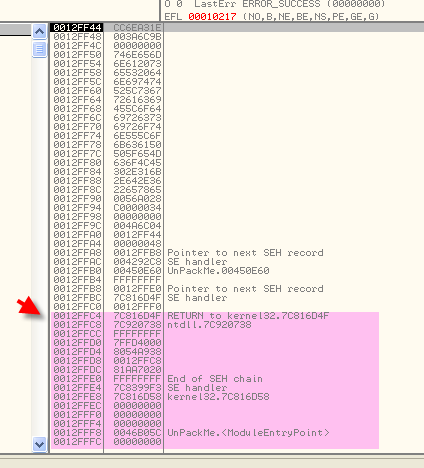 O 0 LastErr ERROR_SUCCESS (00000000)
EFL 00010217 (NO,B,NE,BE,NS,PE,GE,G)
0012FF44 CC6EA31E
0012FF48 003A6C9B
0012FF4C 00000000
0012FF50 746E656D
0012FF54 6E612073
0012FF58 65532064
0012FF5C 6E697474
0012FF60 525C7367
0012FF64 72616369
0012FF68 455C6F64
0012FF6C 69726373
0012FF70 69726F74
0012FF74 6E555C6F
0012FF78 6B636150
0012FF7C 505F654D
0012FF80 636F4C45
0012FF84 302E316B
0012FF88 2E642E36
0012FF8C 22657865
0012FF90 0056A028
0012FF94 C0000034
0012FF98 00000000
0012FF9C 004A6C04
0012FFA0 0012FF44
0012FFA4 00000048
0012FFA8 0012FFB8 Pointer to next SEH record
0012FFAC 004292C8 SE handler
0012FFB0 00450E60 UnPackMe.00450E60
0012FFB4 FFFFFFFF
0012FFB8 0012FFE0 Pointer to next SEH record
0012FFBC 7C816D4F SE handler
0012FFC0 0012FFF0
0012FFC4 7C816D4F RETURN to kernel32.7C816D4F
0012FFC8 7C920738 ntdll.7C920738
0012FFCC FFFFFFFF
0012FFD0 7FFD4000
0012FFD4 8054A938
0012FFD8 0012FFC8
0012FFDC 81AA7020
0012FFE0 FFFFFFFF End of SEH chain
0012FFE4 7C8399F3 SE handler
0012FFE8 7C816D58 kernel32.7C816D58
0012FFEC 00000000
0012FFF0 00000000
0012FFF4 00000000
0012FFF8 0046B05C UnPackMe.<ModuleEntryPoint>
0012FFFC 00000000